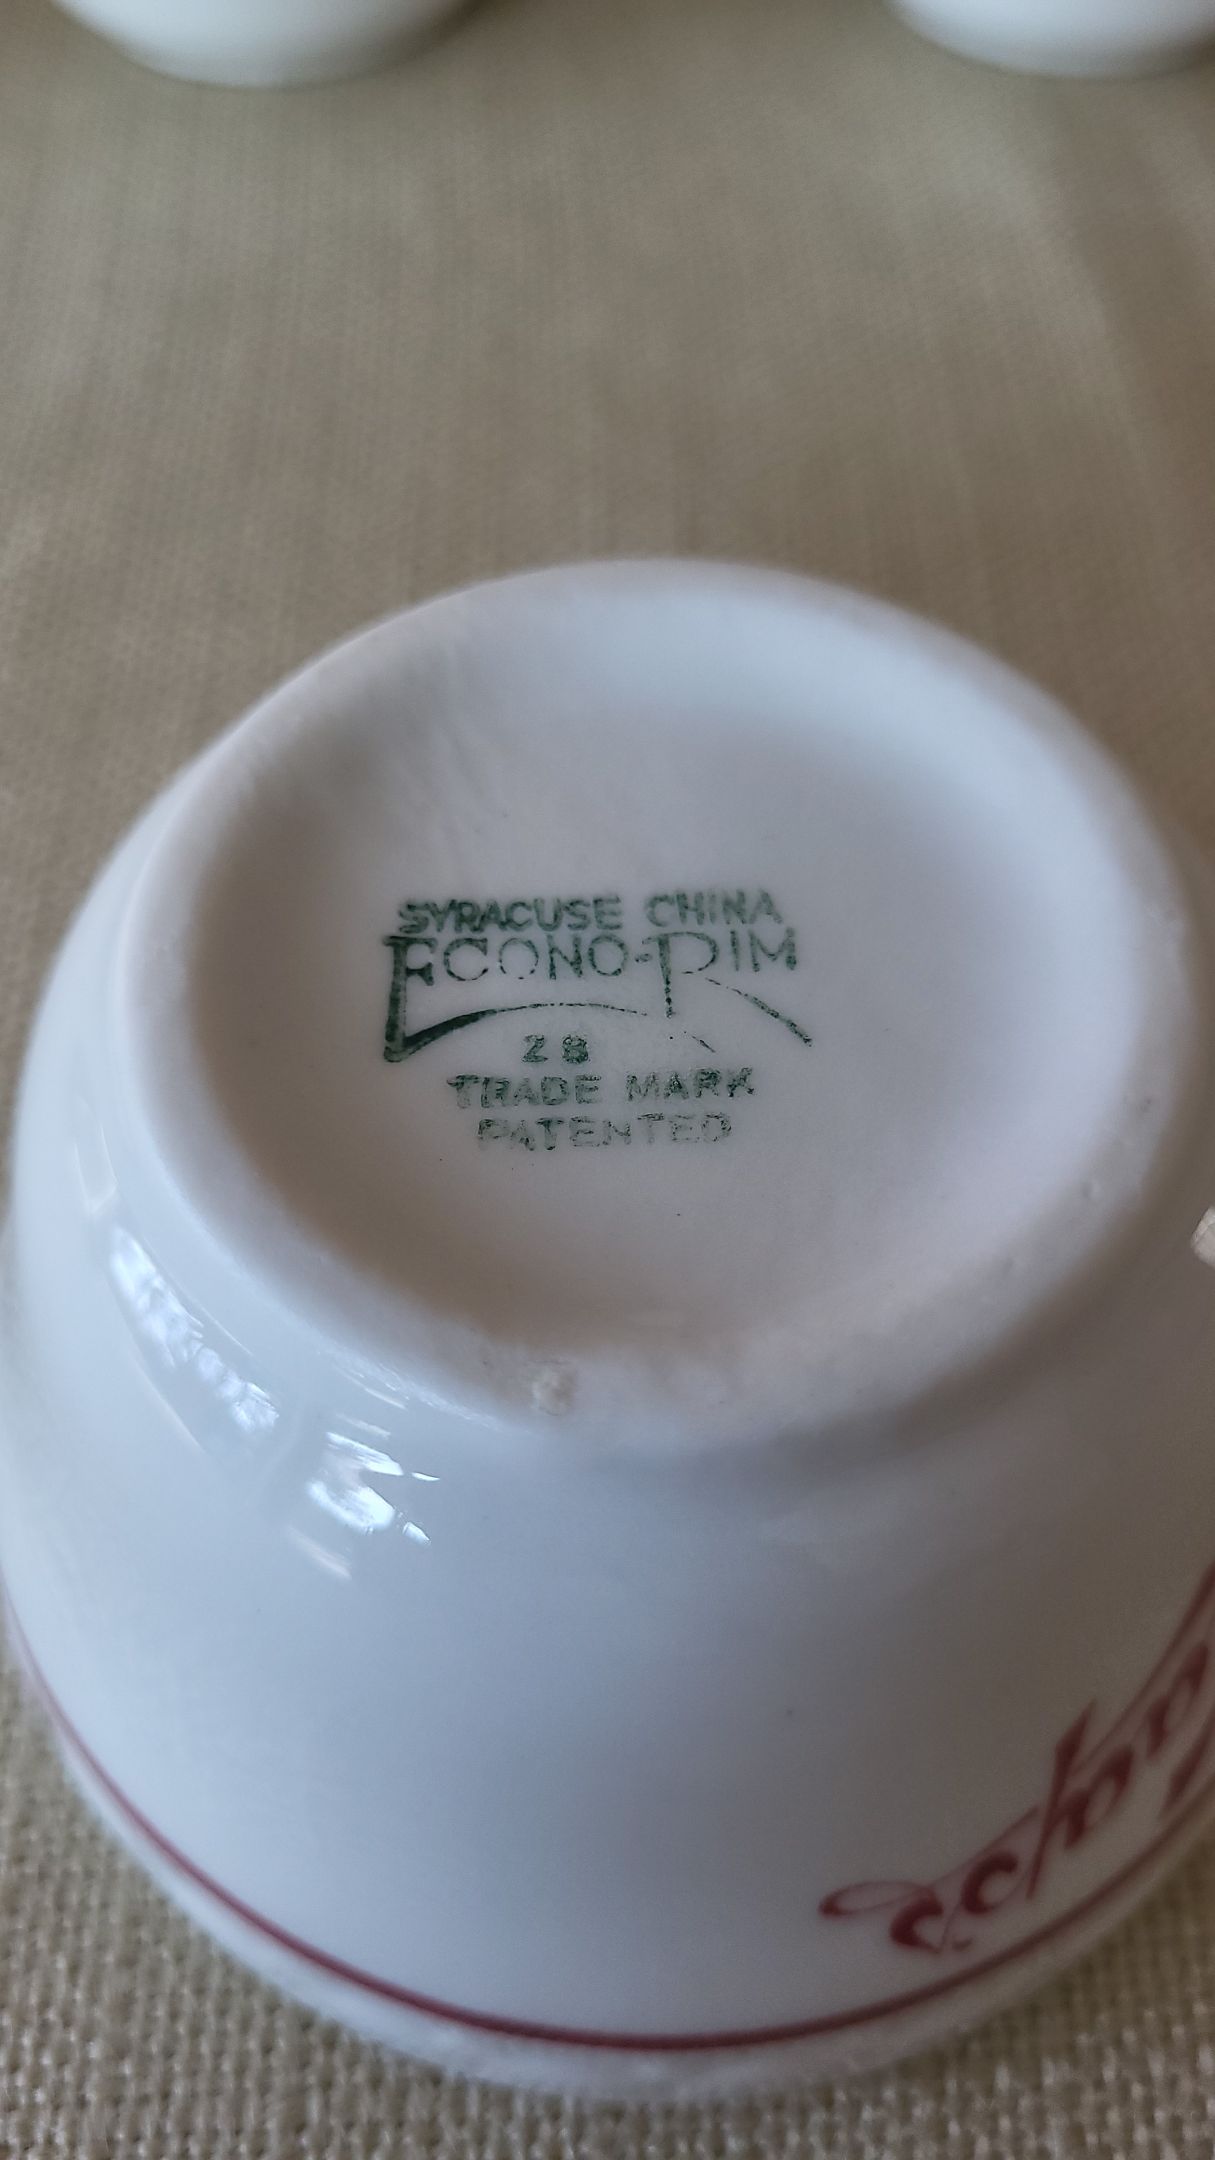 SYRACUSE CHINA
ECONO-RIM
28
TRADE MARK
PATENTED